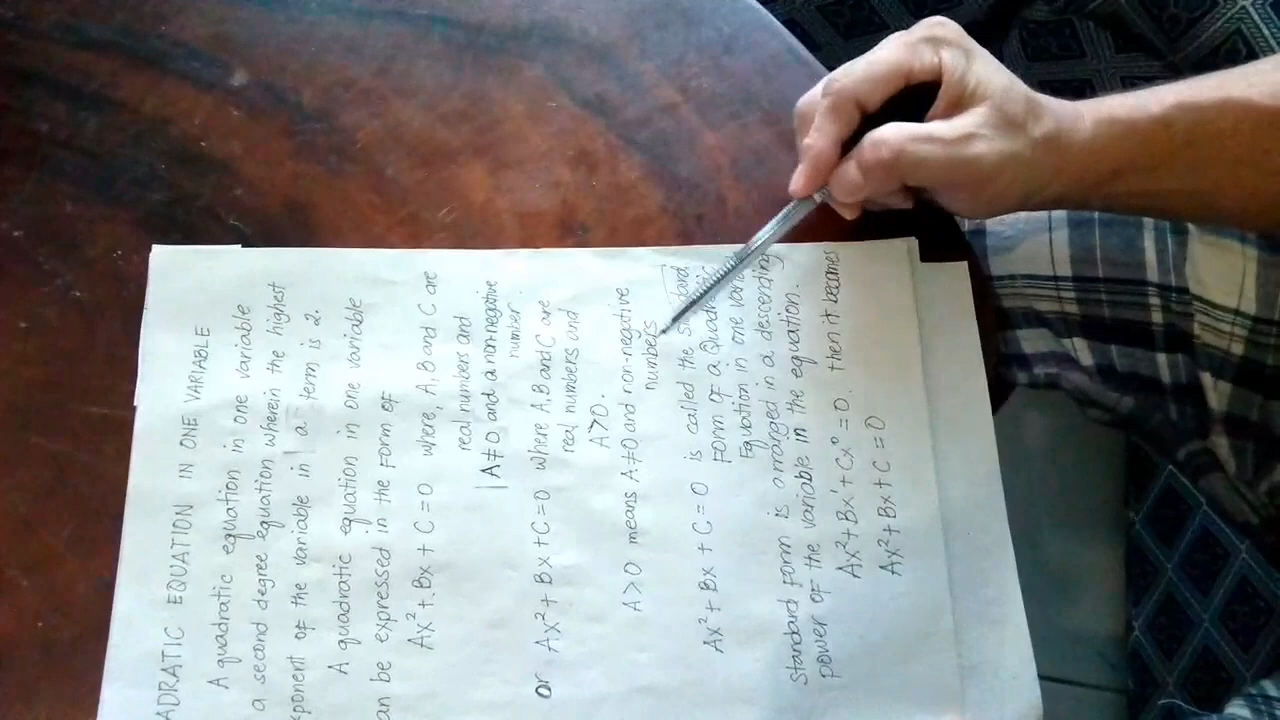 ADRATIC EQUATION IN ONE VARIABLE
A quadratic equation in one variable
a second degree equation wherein the highest
xponent of the variable in a term is 2.
A quadratic equation in one variable
an be expressed in the form of
Ax² + Bx + C = 0 where, A, B and C are
real numbers and
A ≠ 0 and a non-negative
number.
or Ax² + Bx + C = 0 where A, B and C are
real numbers and
A > 0.
A > 0 means A ≠ 0 and non-negative
numbers
Ax² + Bx + C = 0 is called the
Form of a Quadratic
Equation in one
Standard Form is arranged in a descending
power of the variable in the equation.
Ax² + Bx¹ + Cx⁰ = 0. then it becomes
Ax² + Bx + C = 0